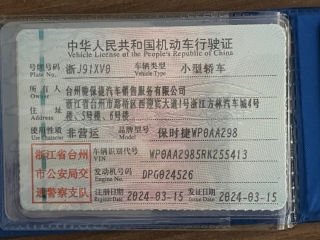 中华人民共和国机动车行驶证
Vehicle License of the People's Republic of China
号牌号码 浙J91XV8 车辆类型 小型轿车
Plate No. Vehicle Type
所有人 台州骏保捷汽车销售服务有限公司
Owner
住址 浙江省台州市路桥区西迎宾大道1号浙江方林汽车城4号
Address 楼、5号楼、6号楼
使用性质 非营运 品牌型号 保时捷WP0AA298
Use Character Model
浙江省台州 车辆识别代号 WP0AA2985RK255413
VIN
市公安局交 发动机号码 DPG024526
Engine No.
通警察支队 注册日期 2024-03-15 发证日期 2024-03-15
Register Date Issue Date